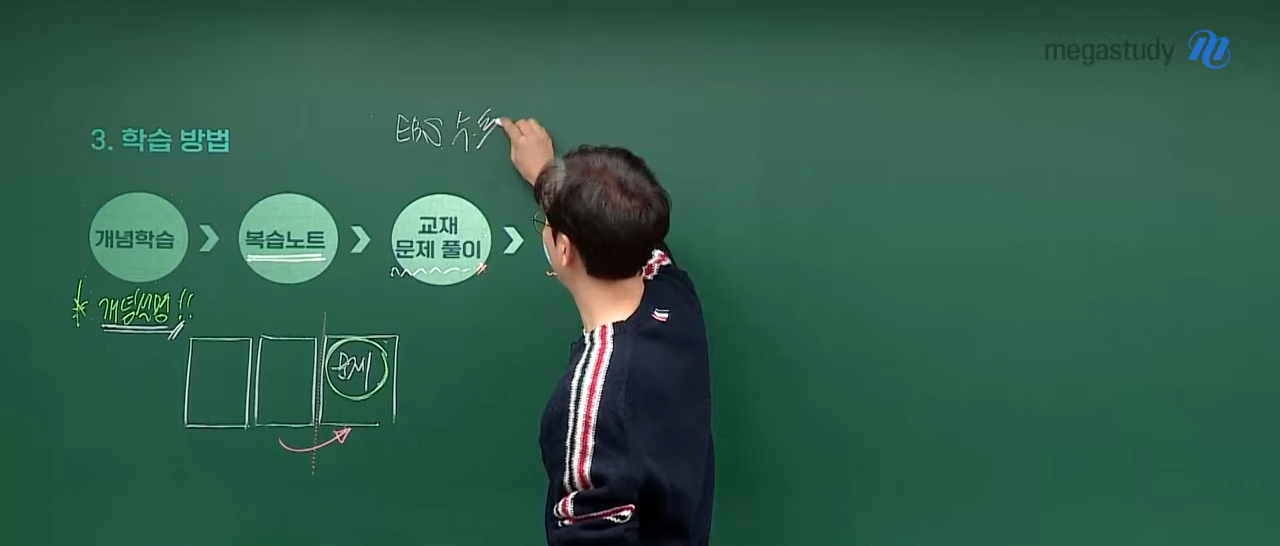 megastudy
EBS 수
3. 학습 방법
개념학습
복습노트
교재
문제 풀이
* 개념설명!!
문제